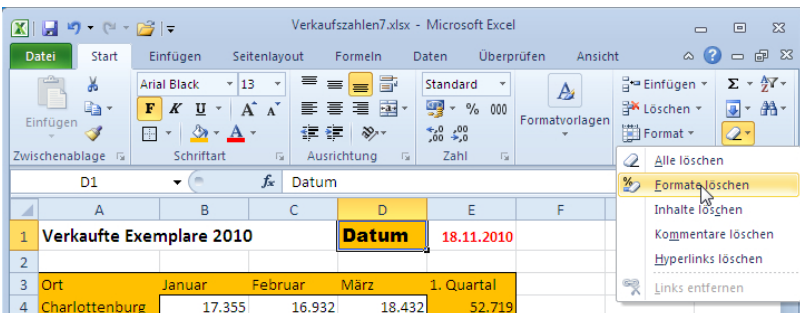 Verkaufszahlen7.xlsx - Microsoft Excel
Datei Start Einfügen Seitenlayout Formeln Daten Überprüfen Ansicht
Arial Black 13 Standard Einfügen Σ
Einfügen F K U A A % 000 Formatvorlagen Löschen
A Format
Zwischenablage Schriftart Ausrichtung Zahl
Alle löschen
D1 fx Datum
Formate löschen
A B C D E F
Inhalte löschen
1 Verkaufte Exemplare 2010 Datum 18.11.2010
Kommentare löschen
2
Hyperlinks löschen
3 Ort Januar Februar März 1. Quartal
Links entfernen
4 Charlottenburg 17.355 16.932 18.432 52.719